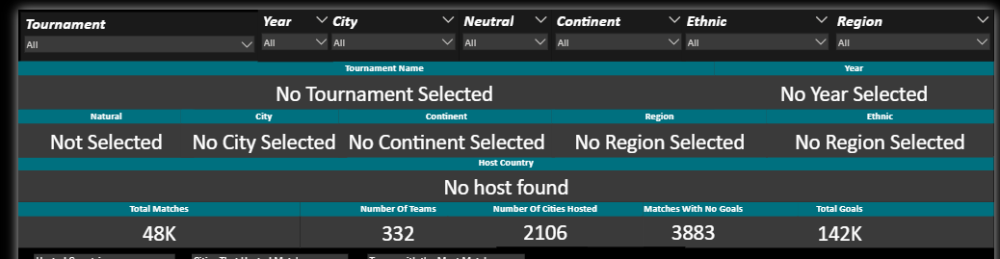 Tournament Year City Neutral Continent Ethnic Region
All All All All All All All
Tournament Name Year
No Tournament Selected No Year Selected
Natural City Continent Region Ethnic
Not Selected No City Selected No Continent Selected No Region Selected No Region Selected
Host Country
No host found
Total Matches Number Of Teams Number Of Cities Hosted Matches With No Goals Total Goals
48K 332 2106 3883 142K